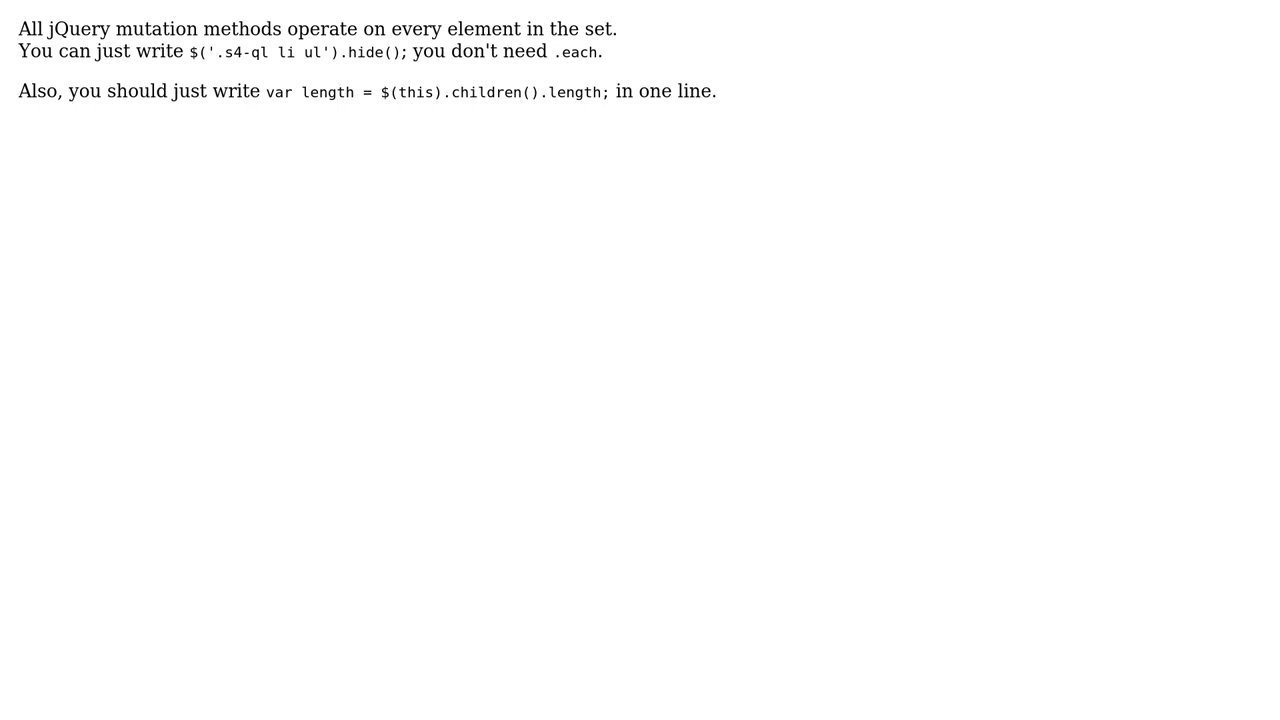 All jQuery mutation methods operate on every element in the set.
You can just write $('.s4-ql li ul').hide(); you don't need .each.
Also, you should just write var length = $(this).children().length; in one line.